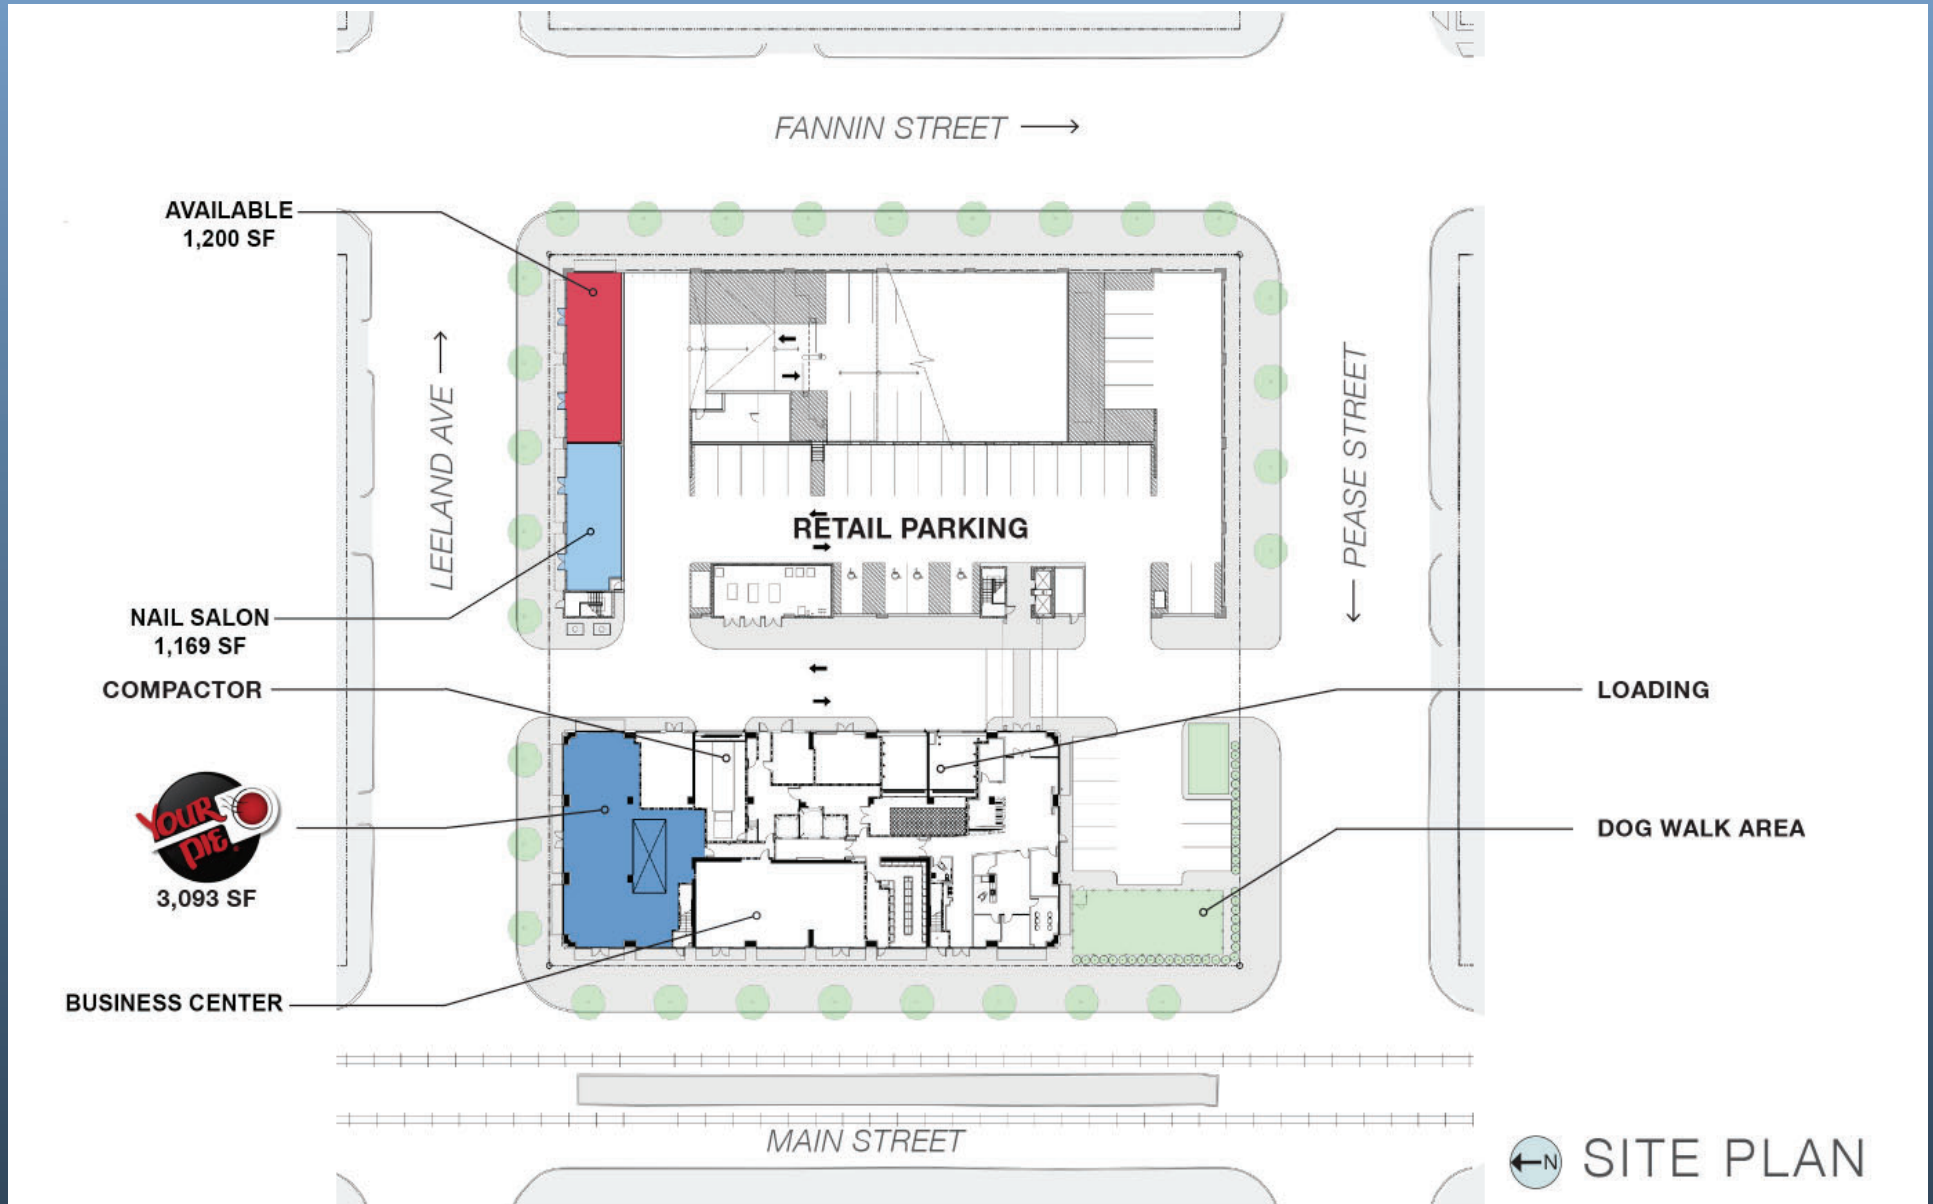 FANNIN STREET
AVAILABLE
1,200 SF
LEELAND AVE
PEASE STREET
RETAIL PARKING
NAIL SALON
1,169 SF
COMPACTOR
LOADING
YOUR
PIE
DOG WALK AREA
3,093 SF
BUSINESS CENTER
MAIN STREET
N
SITE PLAN